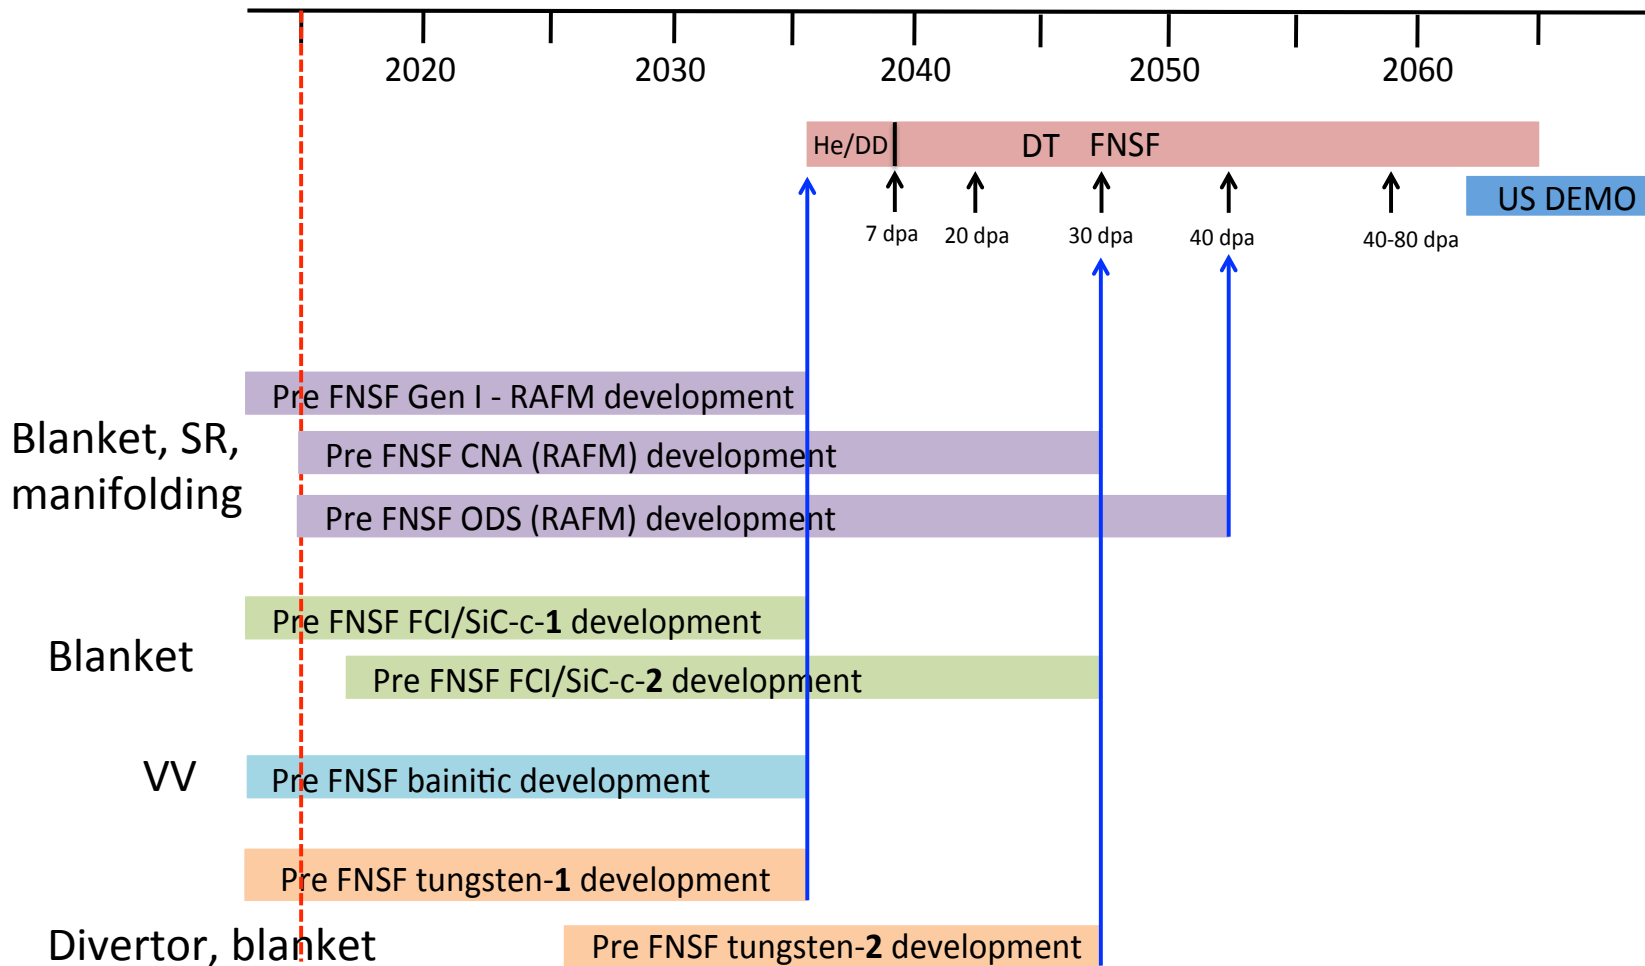 2020 2030 2040 2050 2060
He/DD DT FNSF
US DEMO
7 dpa 20 dpa 30 dpa 40 dpa 40-80 dpa
Pre FNSF Gen I - RAFM development
Blanket, SR,
manifolding
Pre FNSF CNA (RAFM) development
Pre FNSF ODS (RAFM) development
Pre FNSF FCI/SiC-c-1 development
Blanket
Pre FNSF FCI/SiC-c-2 development
VV
Pre FNSF bainitic development
Pre FNSF tungsten-1 development
Divertor, blanket
Pre FNSF tungsten-2 development